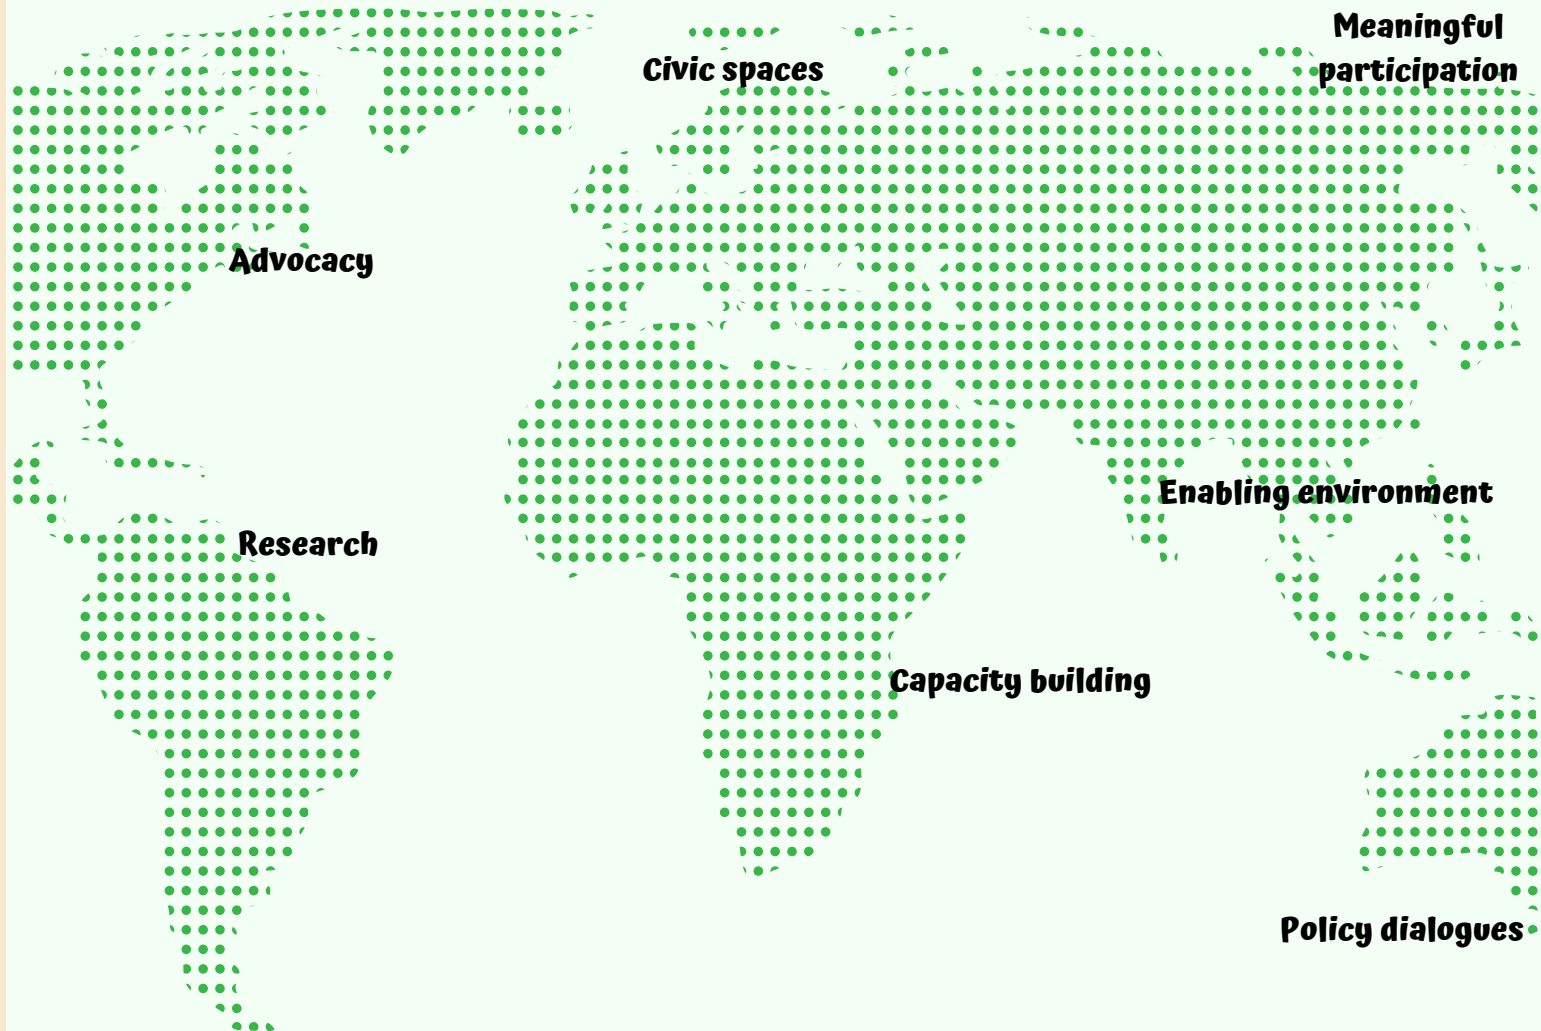 Meaningful
participation
Civic spaces
Advocacy
Enabling environment
Research
Capacity building
Policy dialogues